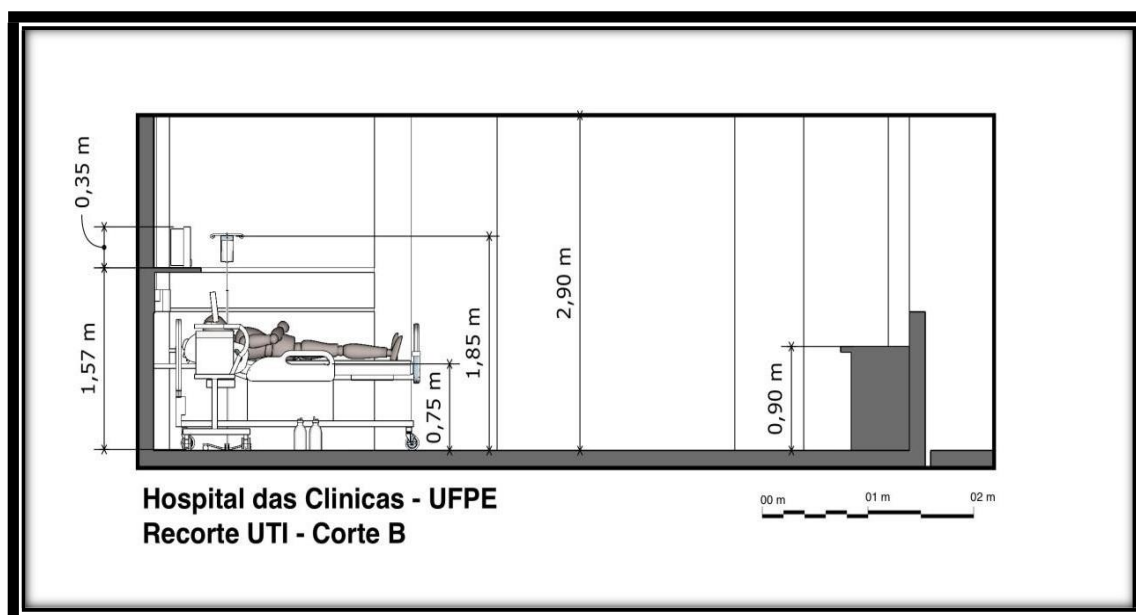 0,35 m
1,57 m
0,75 m
1,85 m
2,90 m
0,90 m
Hospital das Clinicas - UFPE
Recorte UTI - Corte B
00 m 01 m 02 m